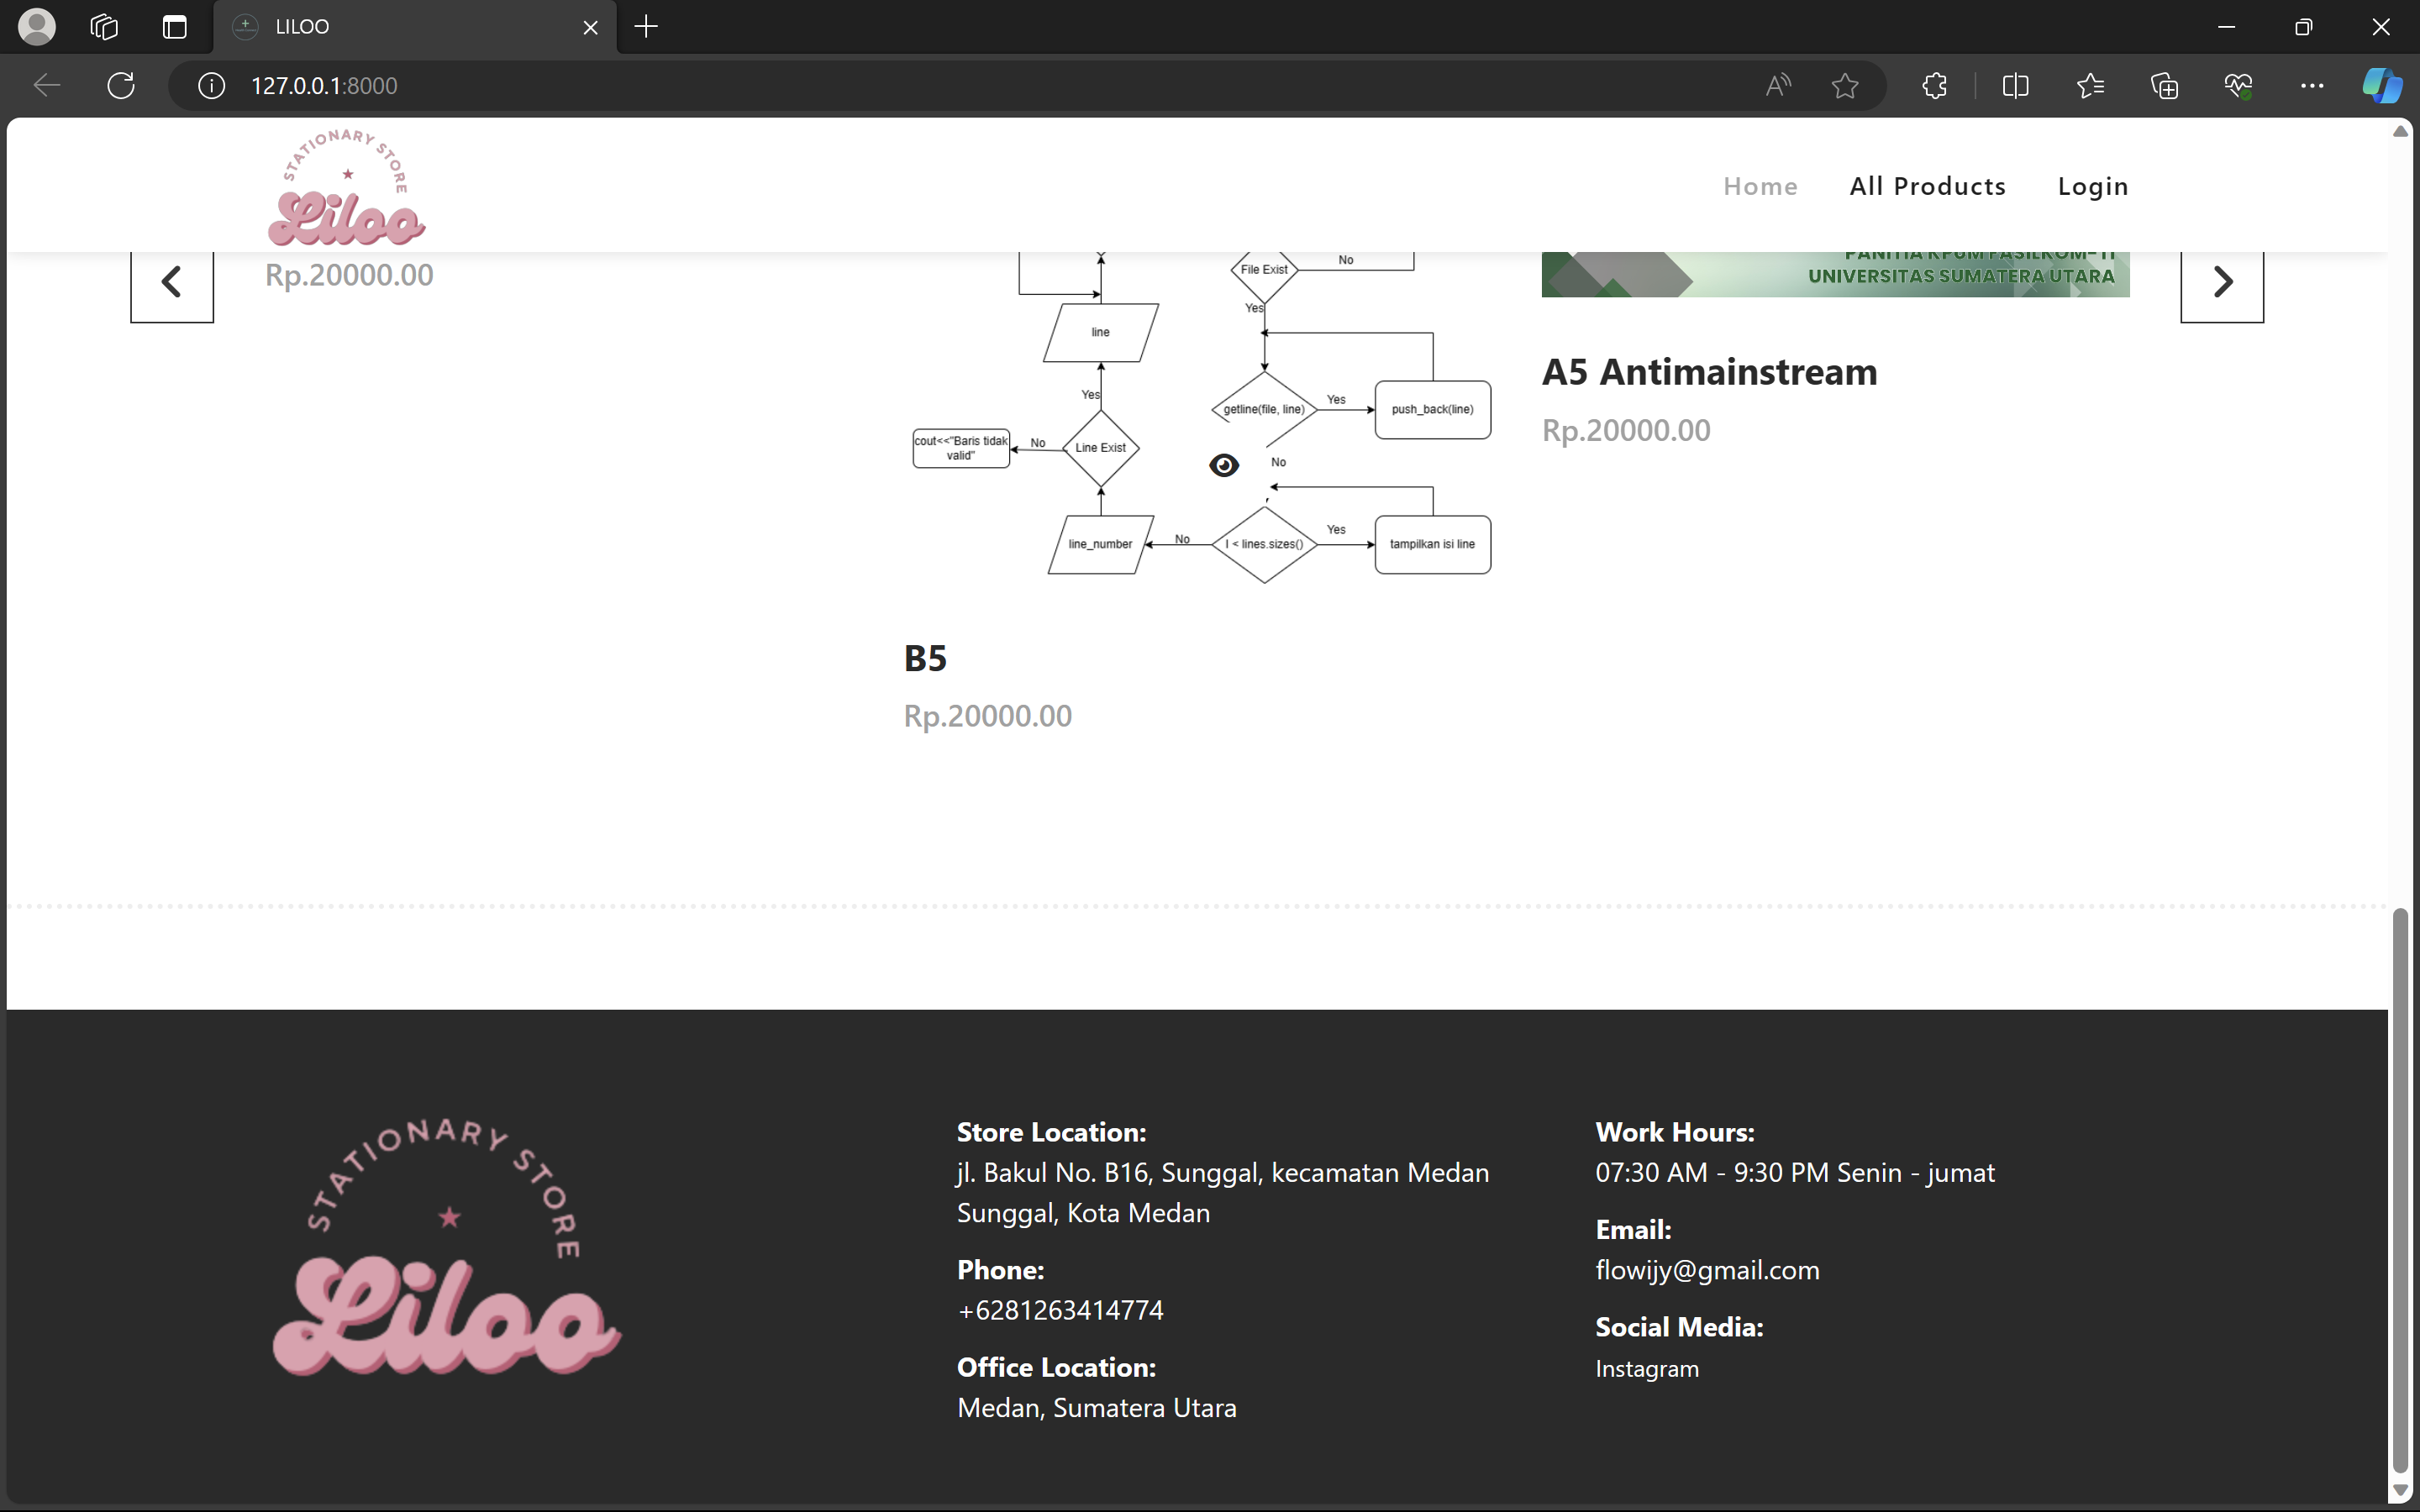 LILOO
127.0.0.1:8000
STATIONARY STORE
Liloo
Home
All Products
Login
Rp.20000.00
File Exist
No
Yes
line
Yes
getline(file, line)
Yes
push_back(line)
cout<<"Baris tidak
valid"
No
Line Exist
No
line_number
No
I < lines.sizes()
Yes
tampilkan isi line
B5
Rp.20000.00
PANITIA KPUM FASILKOM-TI
UNIVERSITAS SUMATERA UTARA
A5 Antimainstream
Rp.20000.00
STATIONARY STORE
Liloo
Store Location:
jl. Bakul No. B16, Sunggal, kecamatan Medan
Sunggal, Kota Medan
Phone:
+6281263414774
Office Location:
Medan, Sumatera Utara
Work Hours:
07:30 AM - 9:30 PM Senin - jumat
Email:
flowijy@gmail.com
Social Media:
Instagram